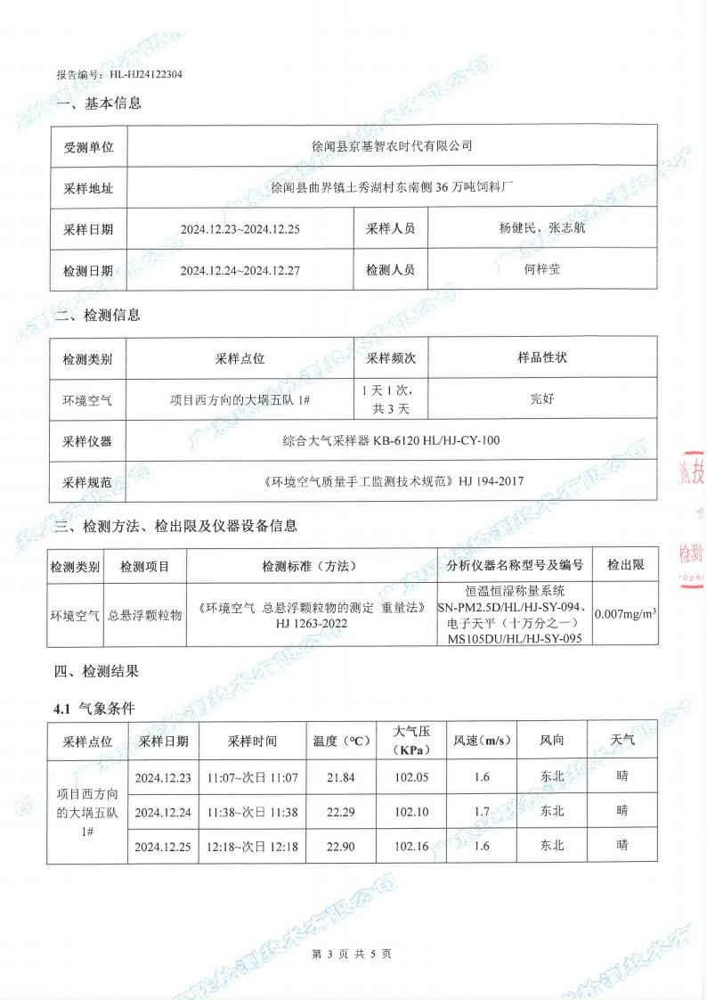 报告编号：HL-HJ24122304
一、基本信息
受测单位 徐闻县京基智农时代有限公司
采样地址 徐闻县曲界镇土秀湖村东南侧 36 万吨饲料厂
采样日期 2024.12.23~2024.12.25 采样人员 杨健民、张志航
检测日期 2024.12.24~2024.12.27 检测人员 何梓莹
二、检测信息
检测类别 采样点位 采样频次 样品性状
环境空气 项目西方向的大埚五队 1# 1 天 1 次，
共 3 天 完好
采样仪器 综合大气采样器 KB-6120 HL/HJ-CY-100
采样规范 《环境空气质量手工监测技术规范》HJ 194-2017
三、检测方法、检出限及仪器设备信息
检测类别 检测项目 检测标准（方法） 分析仪器名称型号及编号 检出限
环境空气 总悬浮颗粒物 《环境空气 总悬浮颗粒物的测定 重量法》
HJ 1263-2022 恒温恒湿称量系统
SN-PM2.5D/HL/HJ-SY-094、
电子天平（十万分之一）
MS105DU/HL/HJ-SY-095 0.007mg/m³
四、检测结果
4.1 气象条件
采样点位 采样日期 采样时间 温度（℃） 大气压
（KPa） 风速（m/s） 风向 天气
项目西方向
的大埚五队
1#
2024.12.23 11:07~次日 11:07 21.84 102.05 1.6 东北 晴
2024.12.24 11:38~次日 11:38 22.29 102.10 1.7 东北 晴
2024.12.25 12:18~次日 12:18 22.90 102.16 1.6 东北 晴
第 3 页 共 5 页